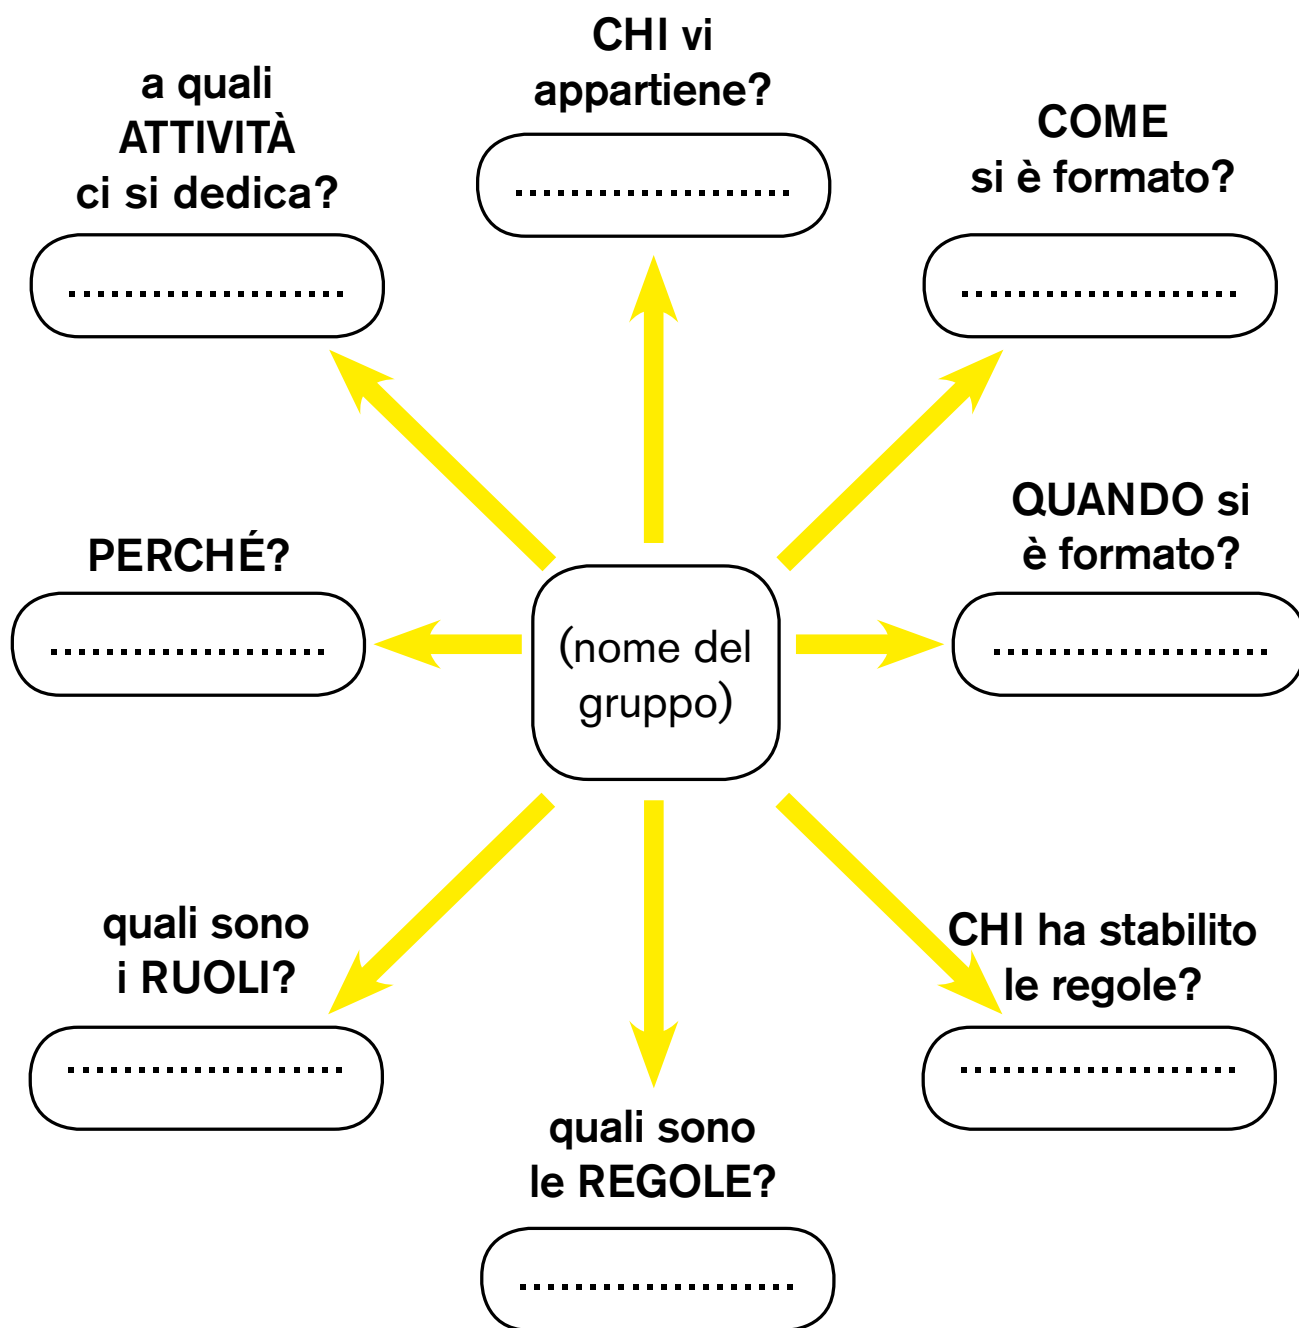 CHI vi
appartiene?
....................
a quali
ATTIVITÀ
ci si dedica?
....................
COME
si è formato?
....................
PERCHÉ?
....................
(nome del
gruppo)
QUANDO si
è formato?
....................
quali sono
i RUOLI?
....................
CHI ha stabilito
le regole?
....................
quali sono
le REGOLE?
....................